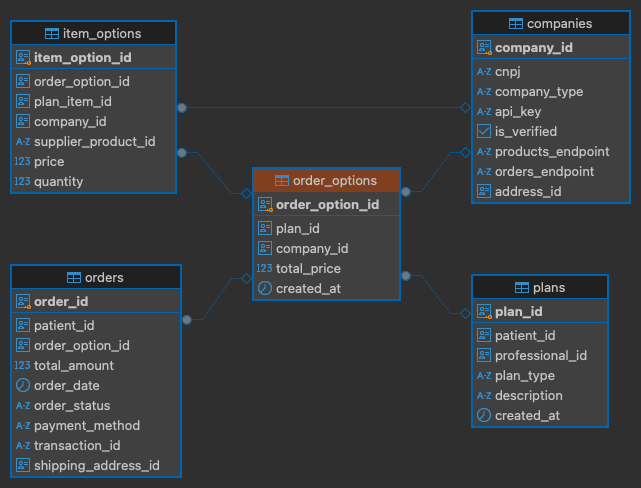 item_options
item_option_id
order_option_id
plan_item_id
company_id
A-Z supplier_product_id
123 price
123 quantity
companies
company_id
A-Z cnpj
A-Z company_type
A-Z api_key
is_verified
A-Z products_endpoint
A-Z orders_endpoint
address_id
order_options
order_option_id
plan_id
company_id
123 total_price
created_at
orders
order_id
patient_id
order_option_id
123 total_amount
order_date
A-Z order_status
A-Z payment_method
A-Z transaction_id
shipping_address_id
plans
plan_id
patient_id
professional_id
A-Z plan_type
A-Z description
created_at